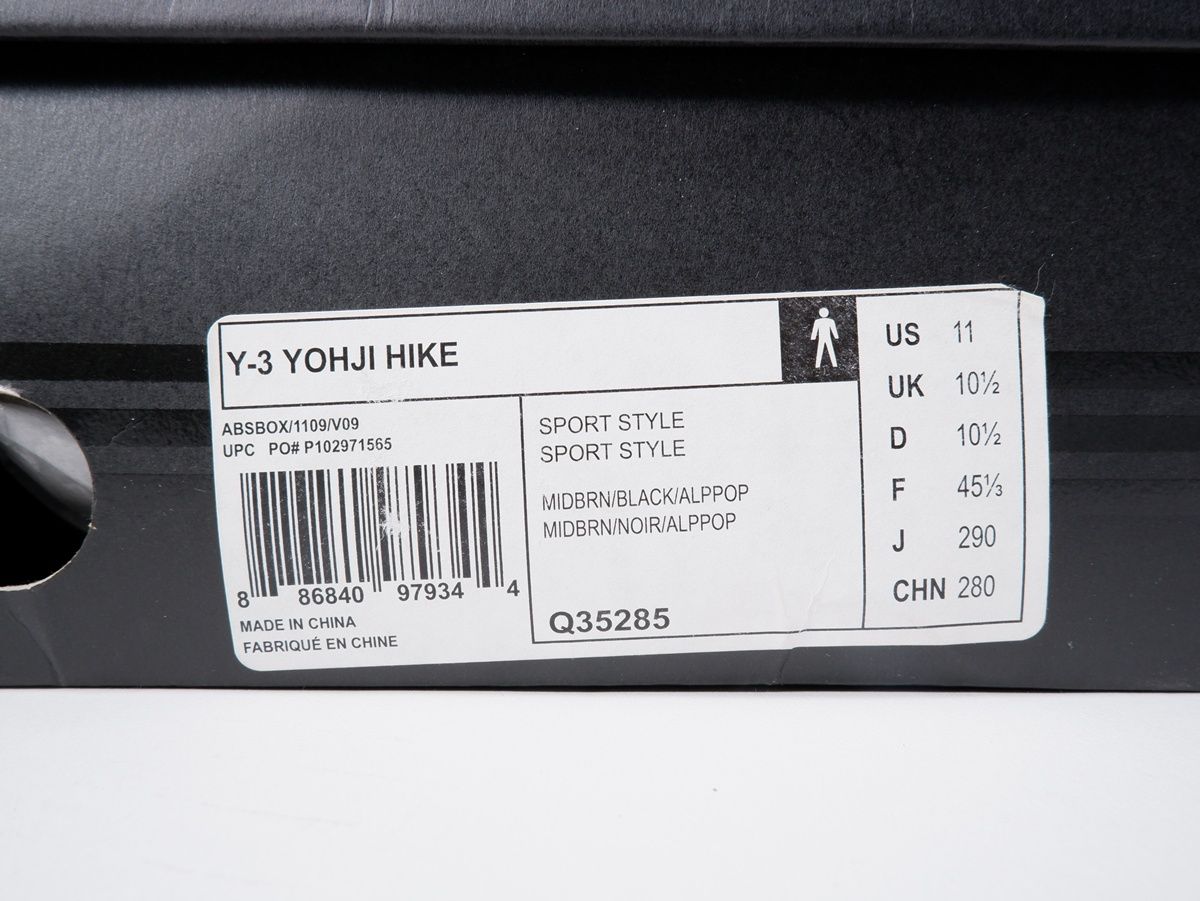 Y-3 YOHJI HIKE
ABSBOX/1109/V09
UPC PO# P102971565
8 86840 97934 4
MADE IN CHINA
FABRIQUÉ EN CHINE
SPORT STYLE
SPORT STYLE
MIDBRN/BLACK/ALPPOP
MIDBRN/NOIR/ALPPOP
Q35285
US 11
UK 10½
D 10½
F 45⅓
J 290
CHN 280